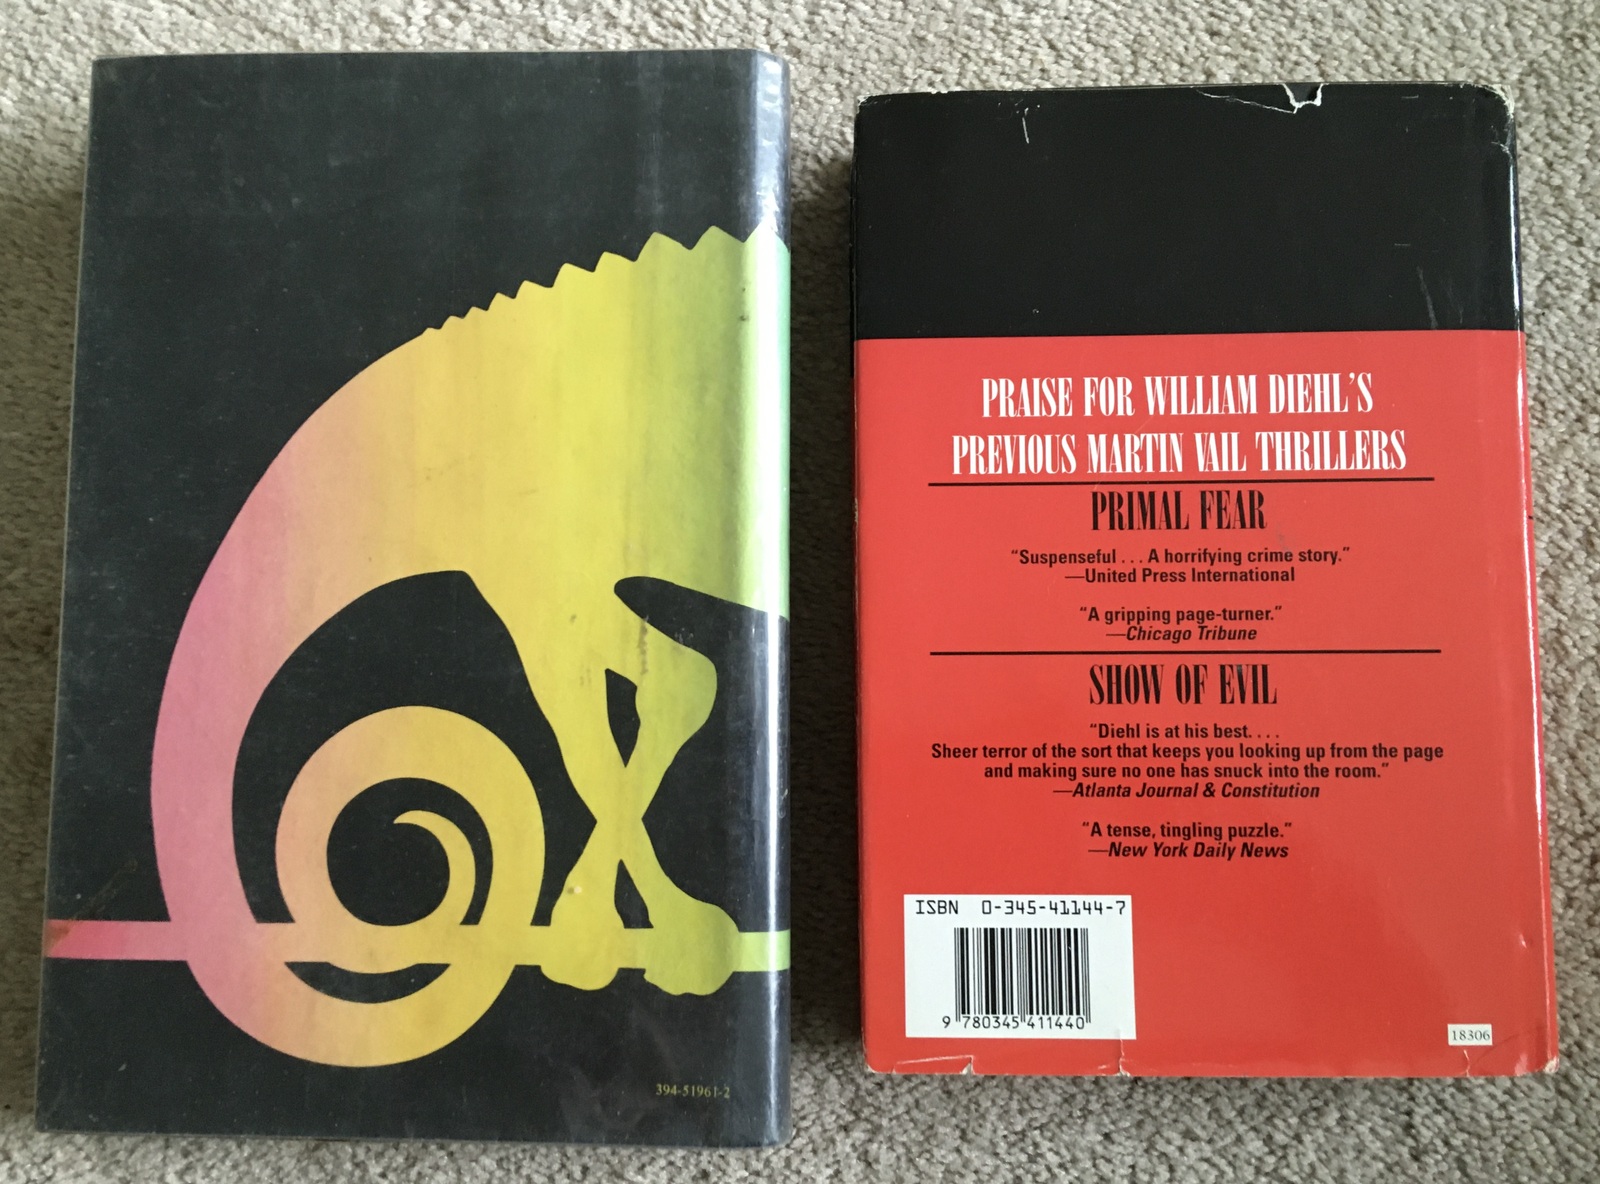 394-51961-2
PRAISE FOR WILLIAM DIEHL'S
PREVIOUS MARTIN VAIL THRILLERS
PRIMAL FEAR
“Suspenseful . . . A horrifying crime story.”
—United Press International
“A gripping page-turner.”
—Chicago Tribune
SHOW OF EVIL
“Diehl is at his best. . . .
Sheer terror of the sort that keeps you looking up from the page
and making sure no one has snuck into the room.”
—Atlanta Journal & Constitution
“A tense, tingling puzzle.”
—New York Daily News
ISBN 0-345-41144-7
9 780345 411440
18306